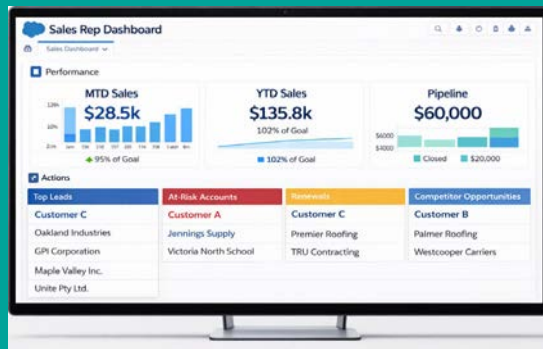 Sales Rep Dashboard
Sales Dashboard
Performance
MTD Sales
$28.5k
95% of Goal
YTD Sales
$135.8k
102% of Goal
102% of Goal
Pipeline
$60,000
$6000
$4000
Closed $20,000
Actions
Top Leads
Customer C
Oakland Industries
GPI Corporation
Maple Valley Inc.
Unite Pty Ltd.
At-Risk Accounts
Customer A
Jennings Supply
Victoria North School
Renewals
Customer C
Premier Roofing
TRU Contracting
Competitor Opportunities
Customer B
Palmer Roofing
Westcooper Carriers